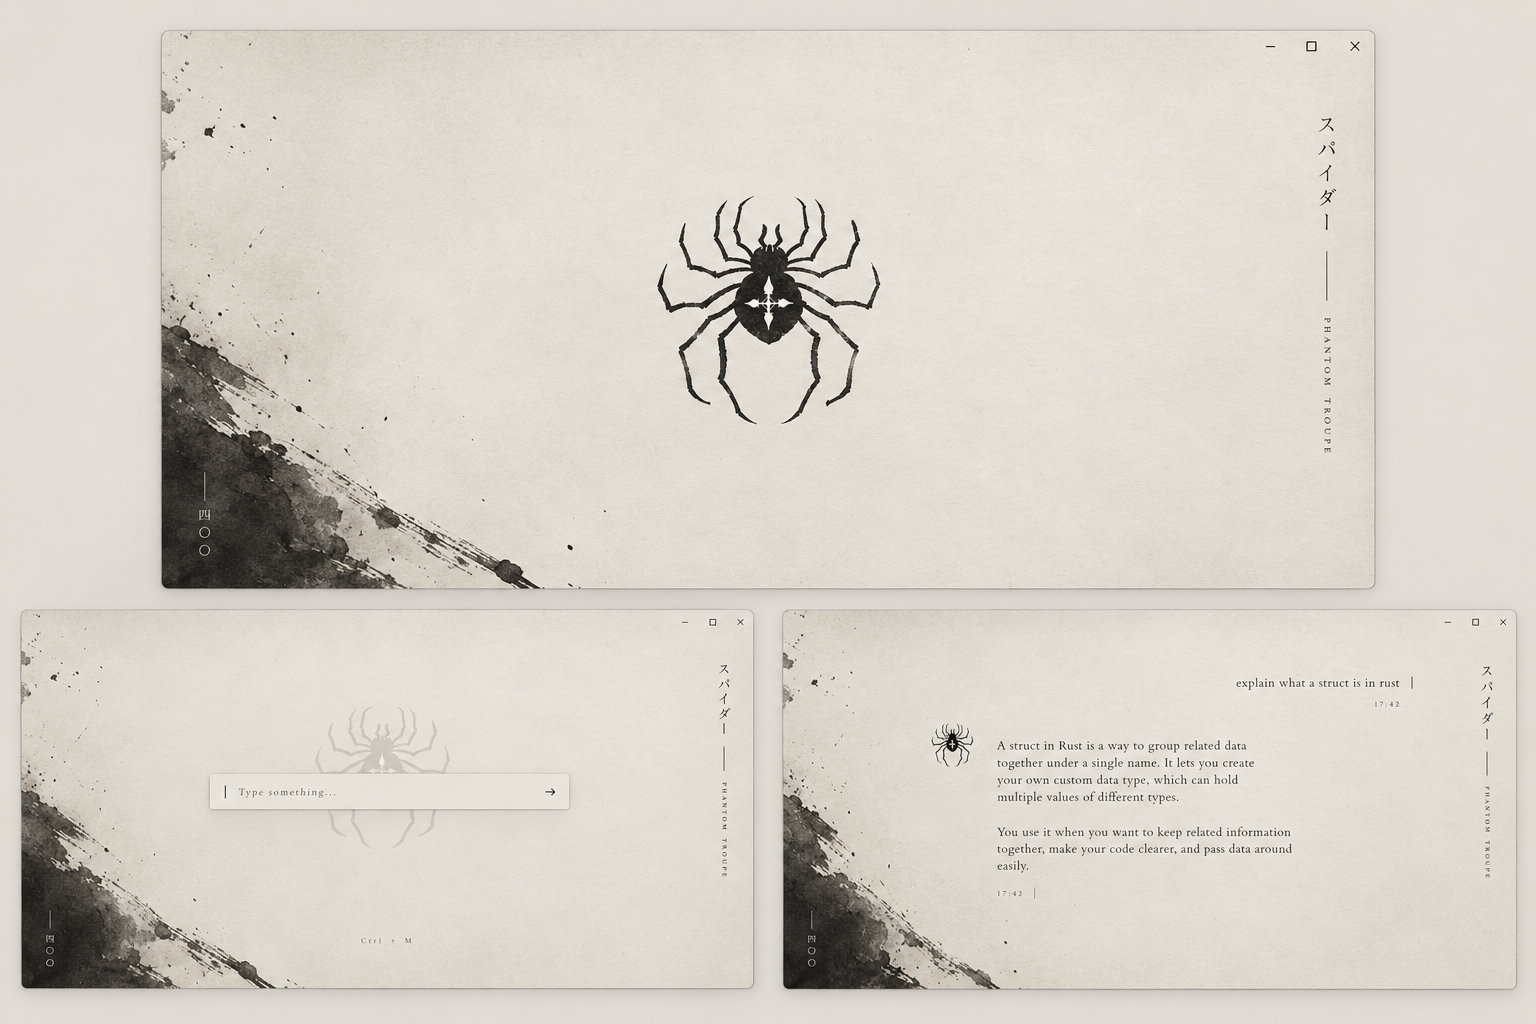 スパイダー
PHANTOM TROUPE
四〇〇
スパイダー
PHANTOM TROUPE
Type something...
Ctrl + M
四〇〇
スパイダー
PHANTOM TROUPE
explain what a struct is in rust
17:42
A struct in Rust is a way to group related data
together under a single name. It lets you create
your own custom data type, which can hold
multiple values of different types.
You use it when you want to keep related information
together, make your code clearer, and pass data around
easily.
17:42
四〇〇